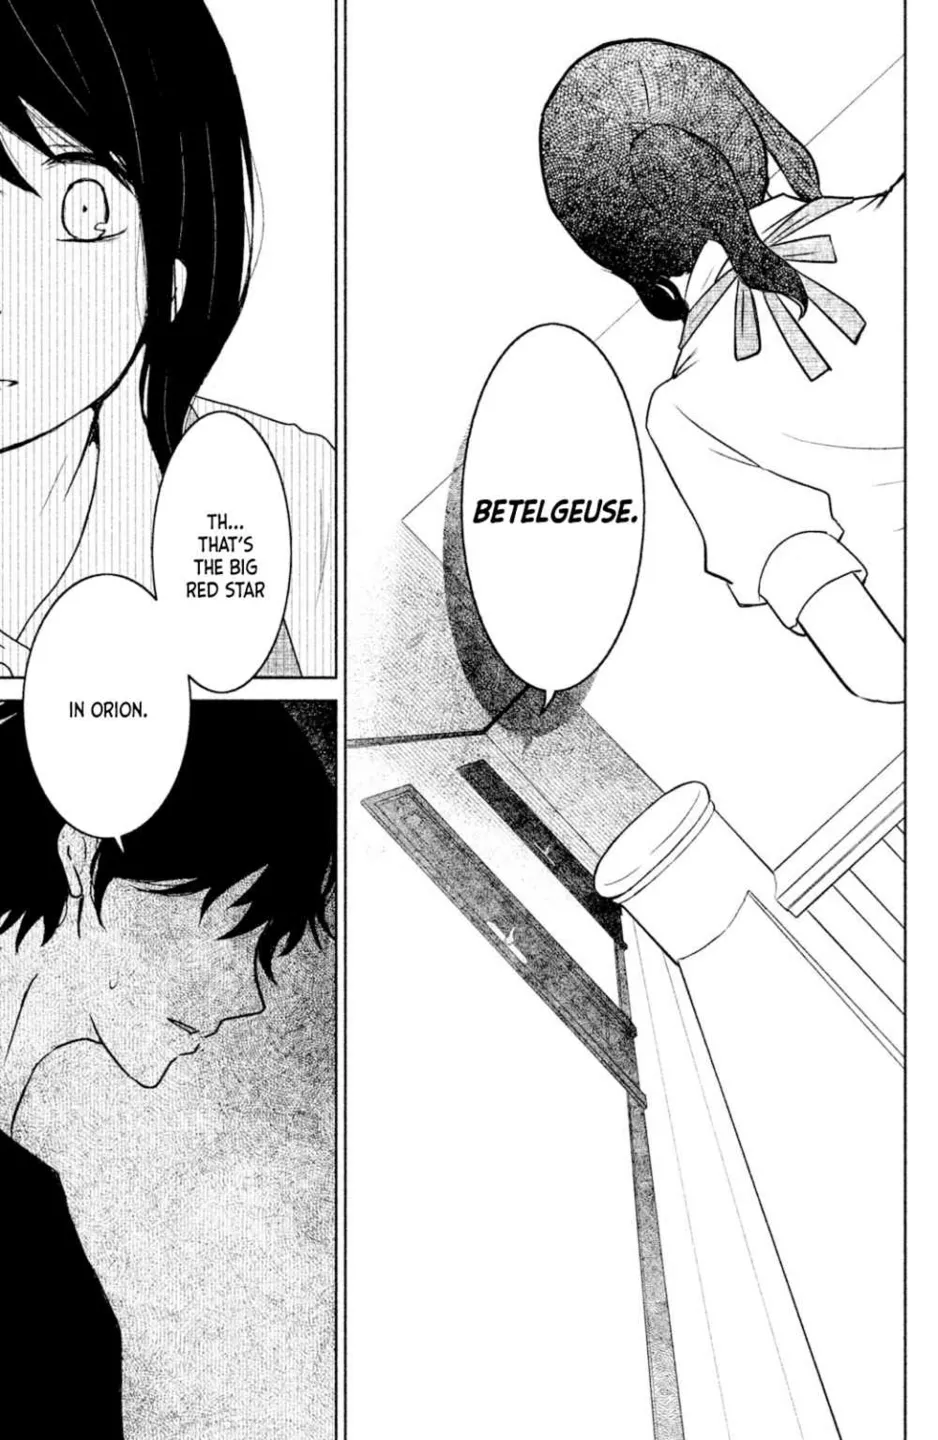 BETELGEUSE.
TH...
THAT'S
THE BIG
RED STAR
IN ORION.